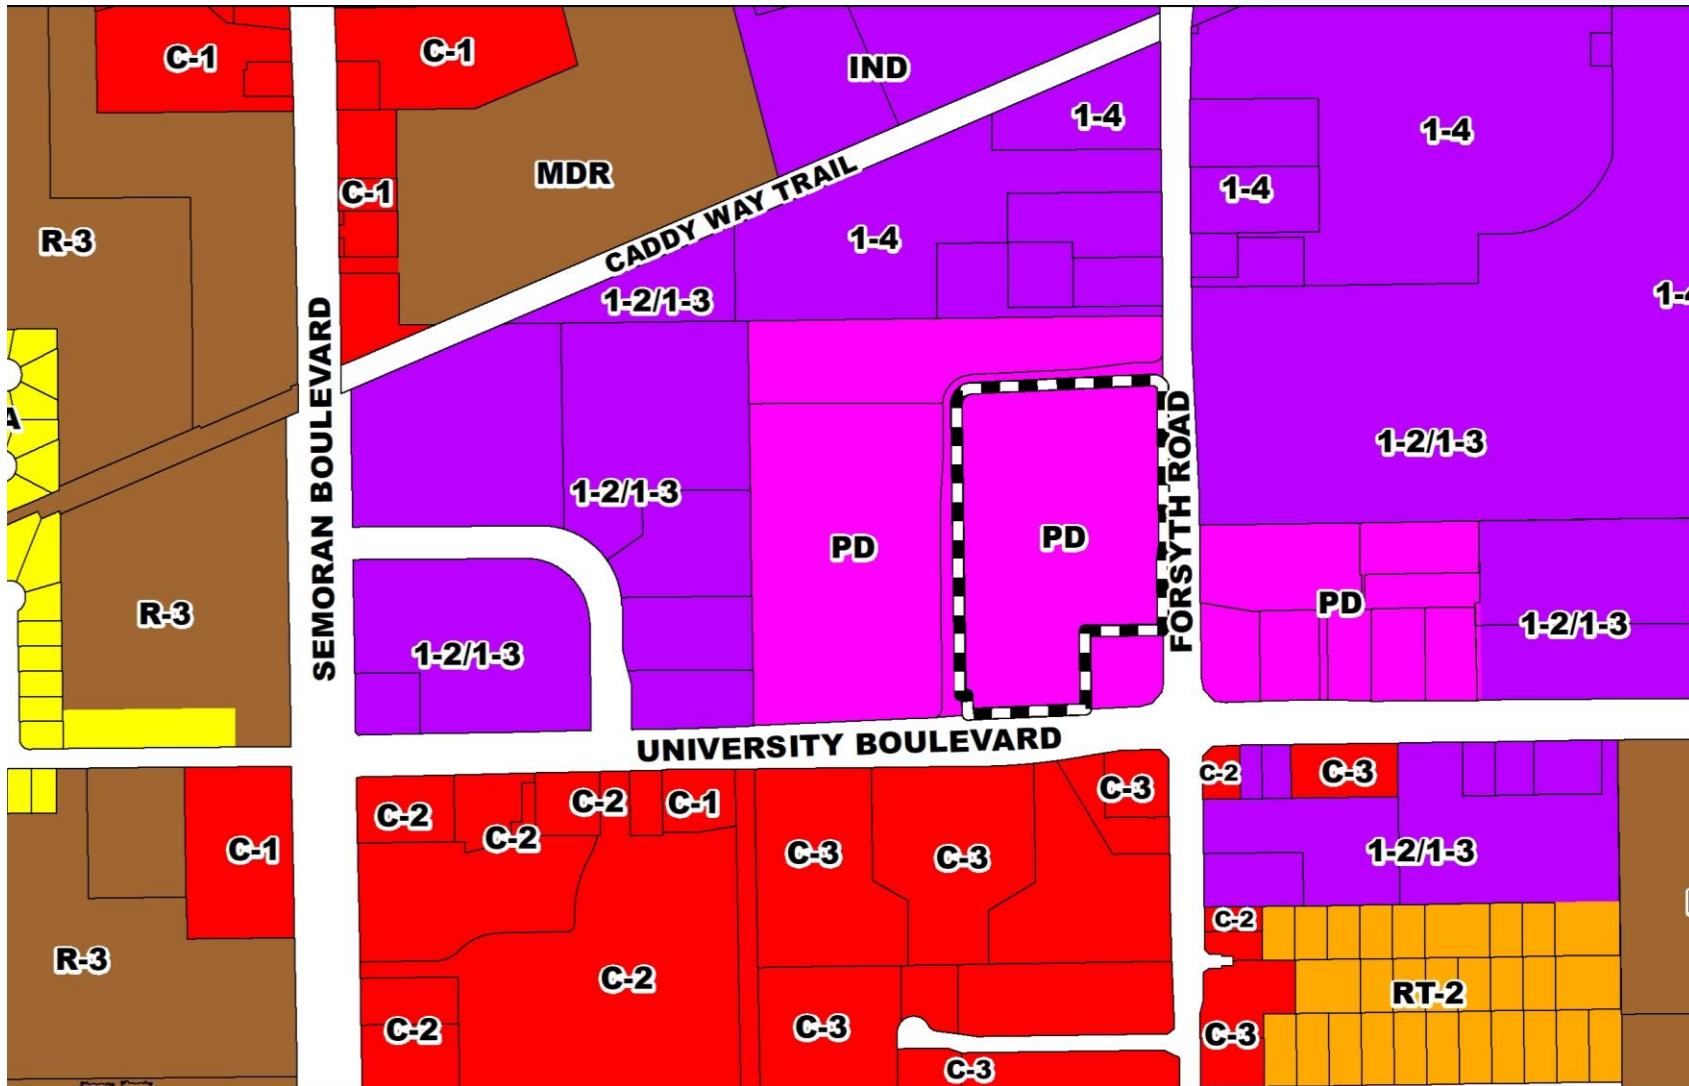 C-1
C-1
IND
1-4
1-4
C-1
MDR
1-4
R-3
CADDY WAY TRAIL
1-4
1-2/1-3
1-4
SEMORAN BOULEVARD
A
1-2/1-3
1-2/1-3
PD
PD
FORSYTH ROAD
PD
R-3
1-2/1-3
1-2/1-3
UNIVERSITY BOULEVARD
C-2
C-2
C-2
C-1
C-3
C-2
C-3
C-1
C-3
C-3
1-2/1-3
C-2
R-3
C-2
RT-2
C-2
C-3
C-3
C-3